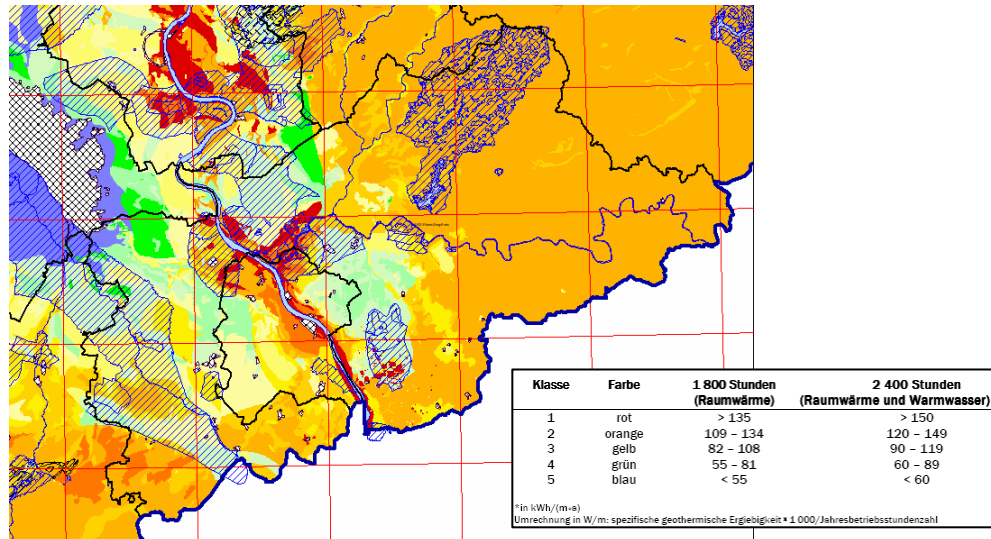 Klasse Farbe 1 800 Stunden 2 400 Stunden
(Raumwärme) (Raumwärme und Warmwasser)
1 rot > 135 > 150
2 orange 109 – 134 120 – 149
3 gelb 82 – 108 90 – 119
4 grün 55 – 81 60 – 89
5 blau < 55 < 60
*in kWh/(m•a)
Umrechnung in W/m: spezifische geothermische Ergiebigkeit * 1 000/Jahresbetriebsstundenzahl